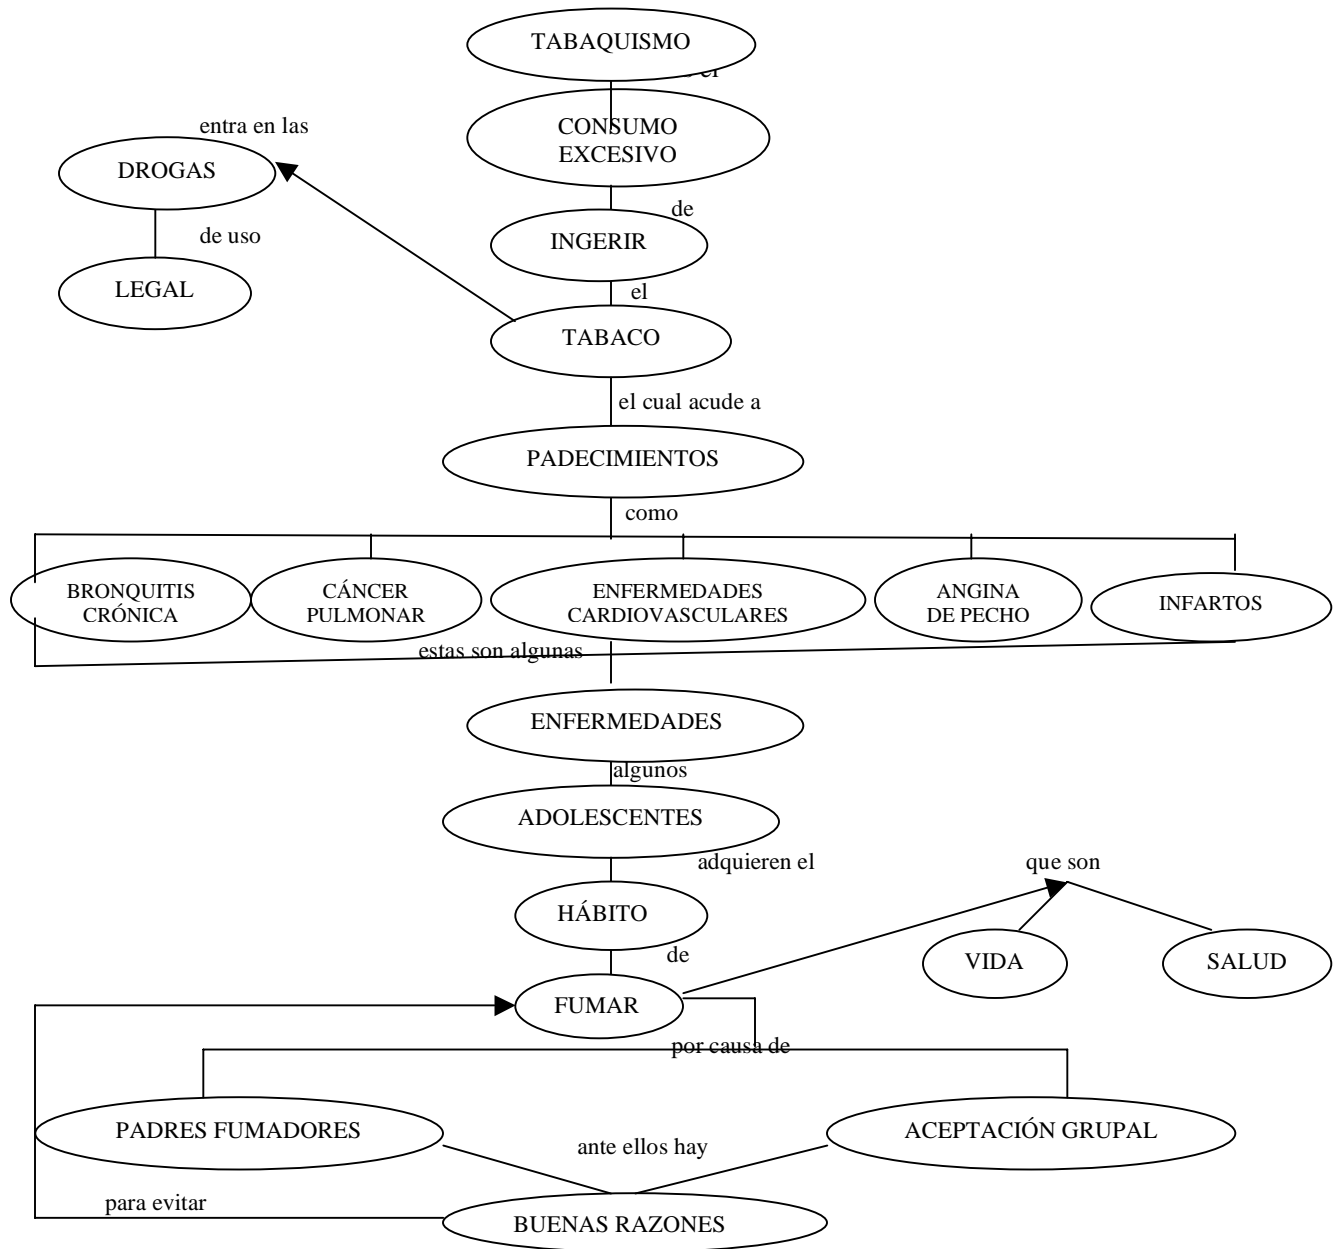 TABAQUISMO
el
CONSUMO
EXCESIVO
entra en las
DROGAS
de
de uso
INGERIR
LEGAL
el
TABACO
el cual acude a
PADECIMIENTOS
como
BRONQUITIS
CRÓNICA
CÁNCER
PULMONAR
ENFERMEDADES
CARDIOVASCULARES
ANGINA
DE PECHO
INFARTOS
estas son algunas
ENFERMEDADES
algunos
ADOLESCENTES
adquieren el
que son
HÁBITO
de
VIDA
SALUD
FUMAR
por causa de
PADRES FUMADORES
ACEPTACIÓN GRUPAL
ante ellos hay
para evitar
BUENAS RAZONES